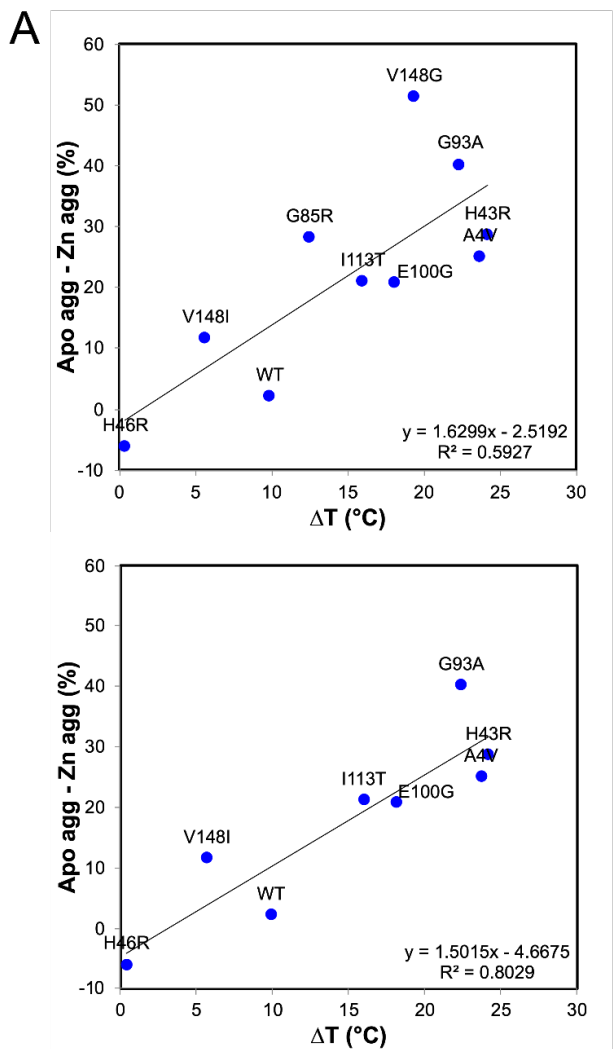 A
Apo agg - Zn agg (%)
60
50
40
30
20
10
0
-10
V148G
G93A
G85R
H43R
A4V
I113T
E100G
V148I
WT
H46R
y = 1.6299x - 2.5192
R² = 0.5927
0 5 10 15 20 25 30
ΔT (°C)
Apo agg - Zn agg (%)
60
50
40
30
20
10
0
-10
G93A
H43R
A4V
I113T
E100G
V148I
WT
H46R
y = 1.5015x - 4.6675
R² = 0.8029
0 5 10 15 20 25 30
ΔT (°C)